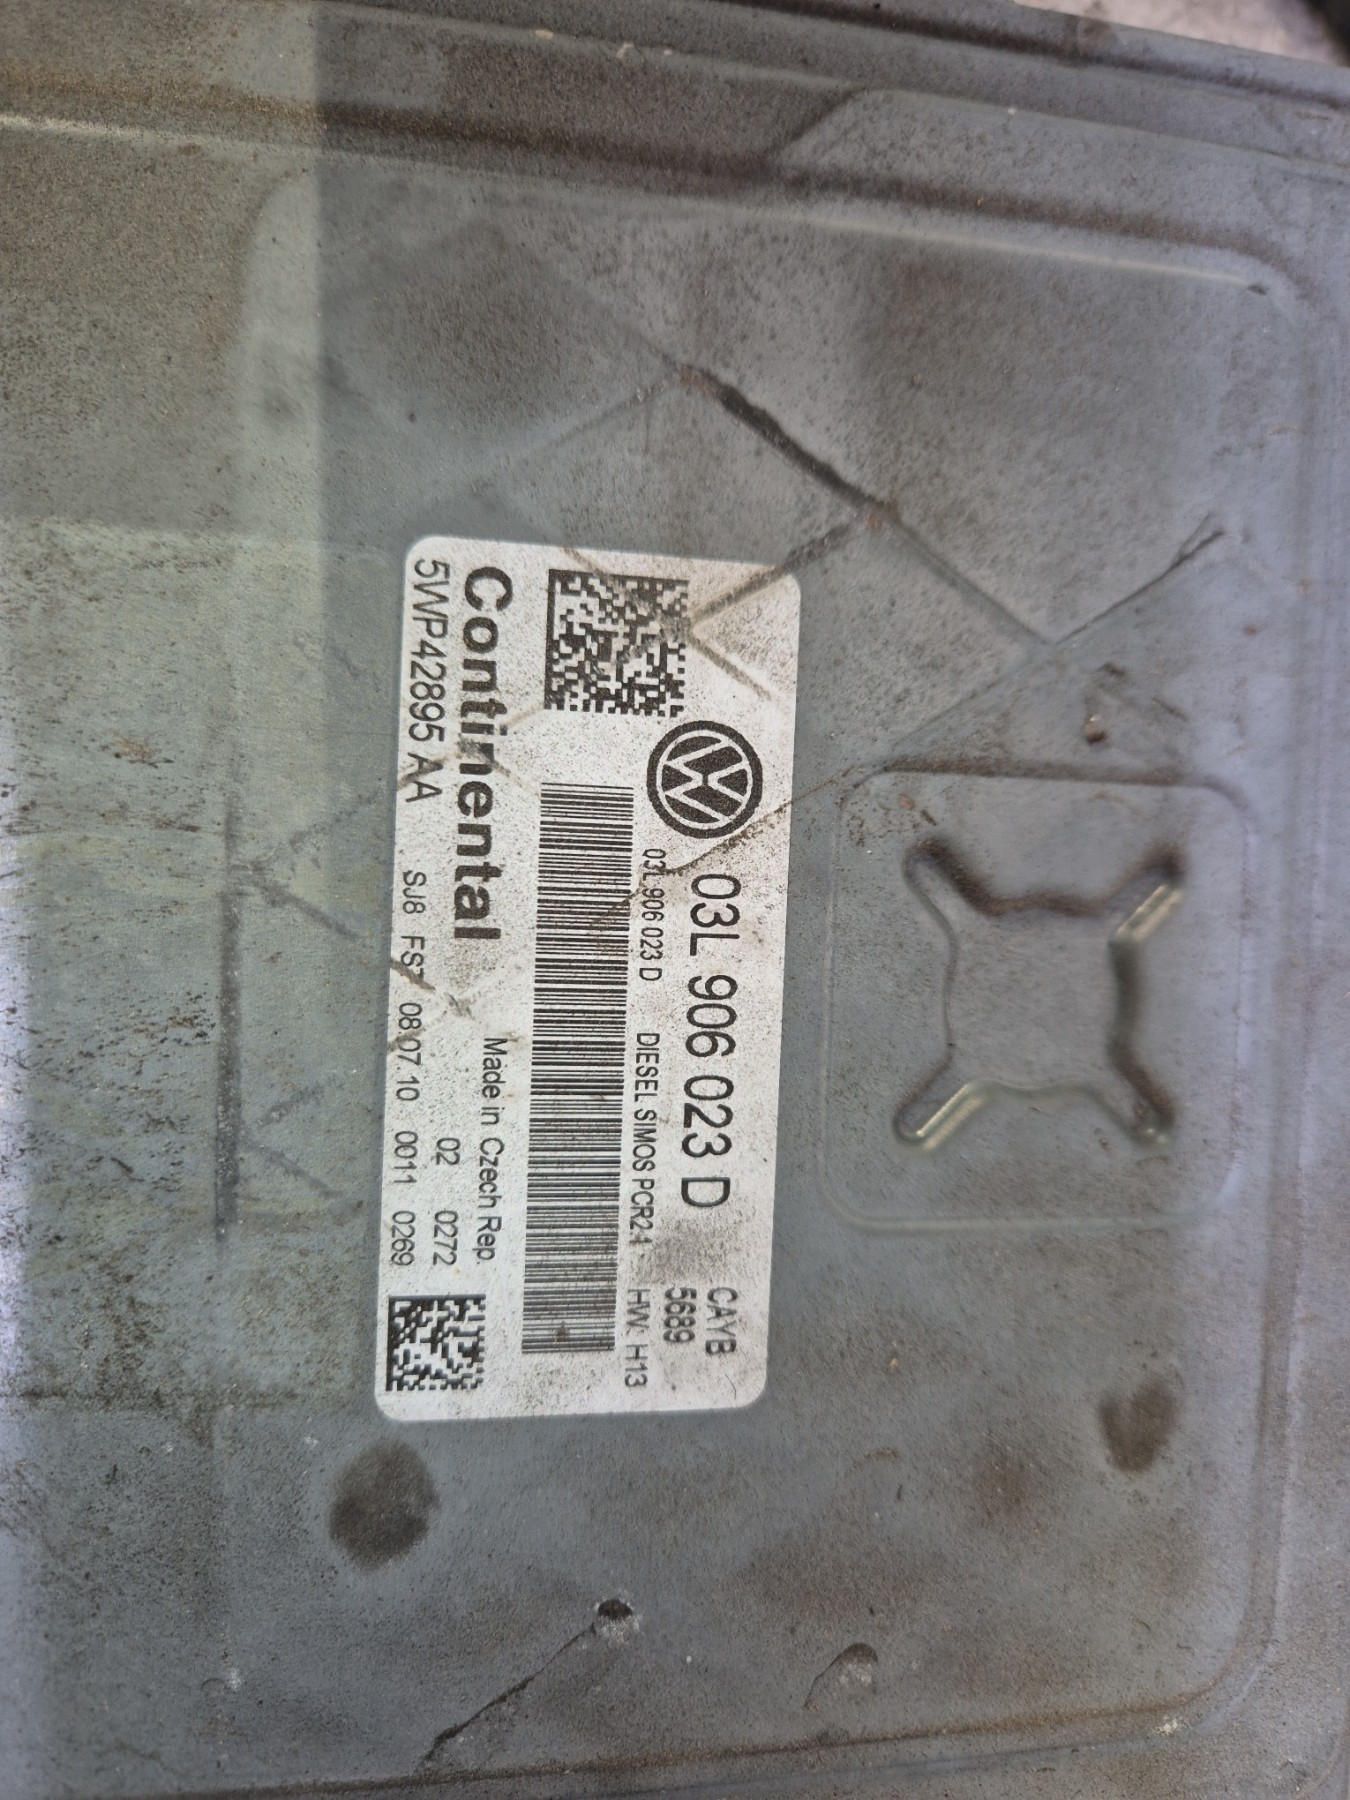 03L 906 023 D CAYB
5689
03L 906 023 D DIESEL SIMOS PCR2.1 HW: H13
Continental Made in Czech Rep.
02 0272
5WP42895 AA SJ8 08.07.10 0011 0269